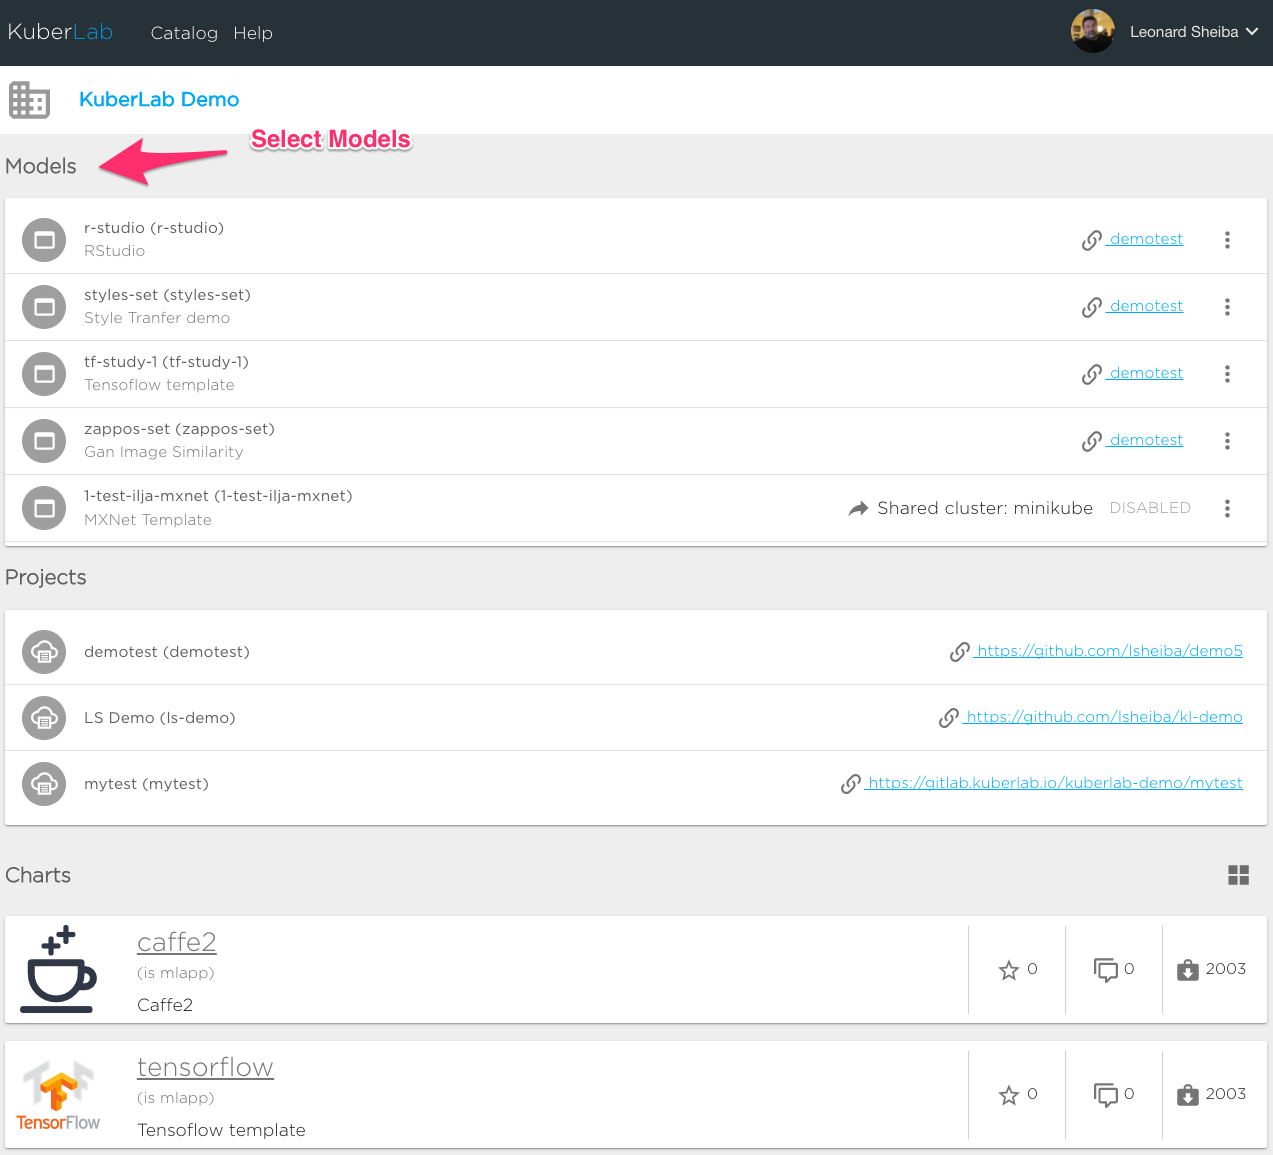 KuberLab Catalog Help Leonard Sheiba
KuberLab Demo
Select Models
Models
r-studio (r-studio)
RStudio
demotest
styles-set (styles-set)
Style Tranfer demo
demotest
tf-study-1 (tf-study-1)
Tensoflow template
demotest
zappos-set (zappos-set)
Gan Image Similarity
demotest
1-test-ilja-mxnet (1-test-ilja-mxnet)
MXNet Template
Shared cluster: minikube DISABLED
Projects
demotest (demotest) https://github.com/lsheiba/demo5
LS Demo (ls-demo) https://github.com/lsheiba/kl-demo
mytest (mytest) https://gitlab.kuberlab.io/kuberlab-demo/mytest
Charts
caffe2
(is mlapp)
Caffe2
0 0 2003
TensorFlow
tensorflow
(is mlapp)
Tensoflow template
0 0 2003